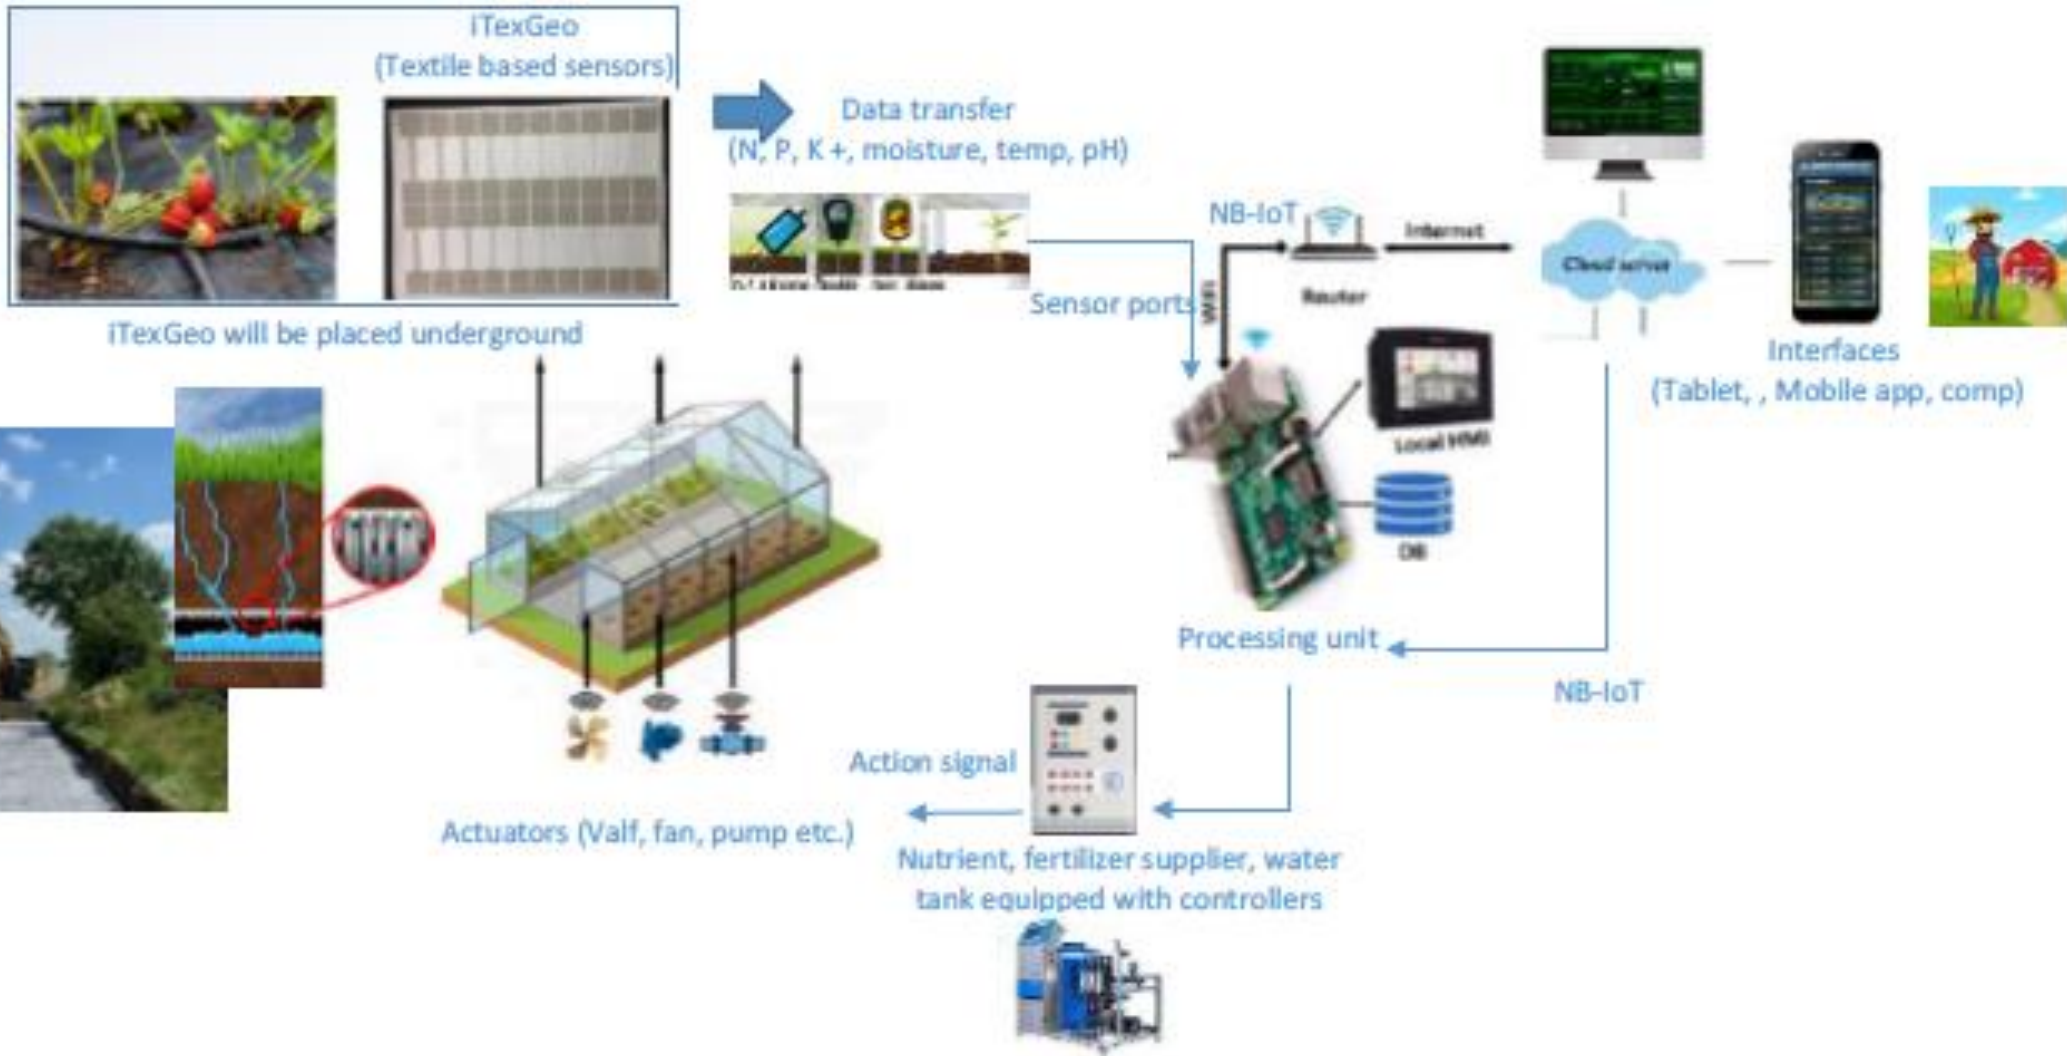 iTexGeo
(Textile based sensors)
Data transfer
(N, P, K +, moisture, temp, pH)
iTexGeo will be placed underground
NB-IoT
Internet
Cloud server
Router
WiFi
Sensor ports
Interfaces
(Tablet, , Mobile app, comp)
Local HMI
DB
Processing unit
NB-IoT
Action signal
Actuators (Valf, fan, pump etc.)
Nutrient, fertilizer supplier, water
tank equipped with controllers